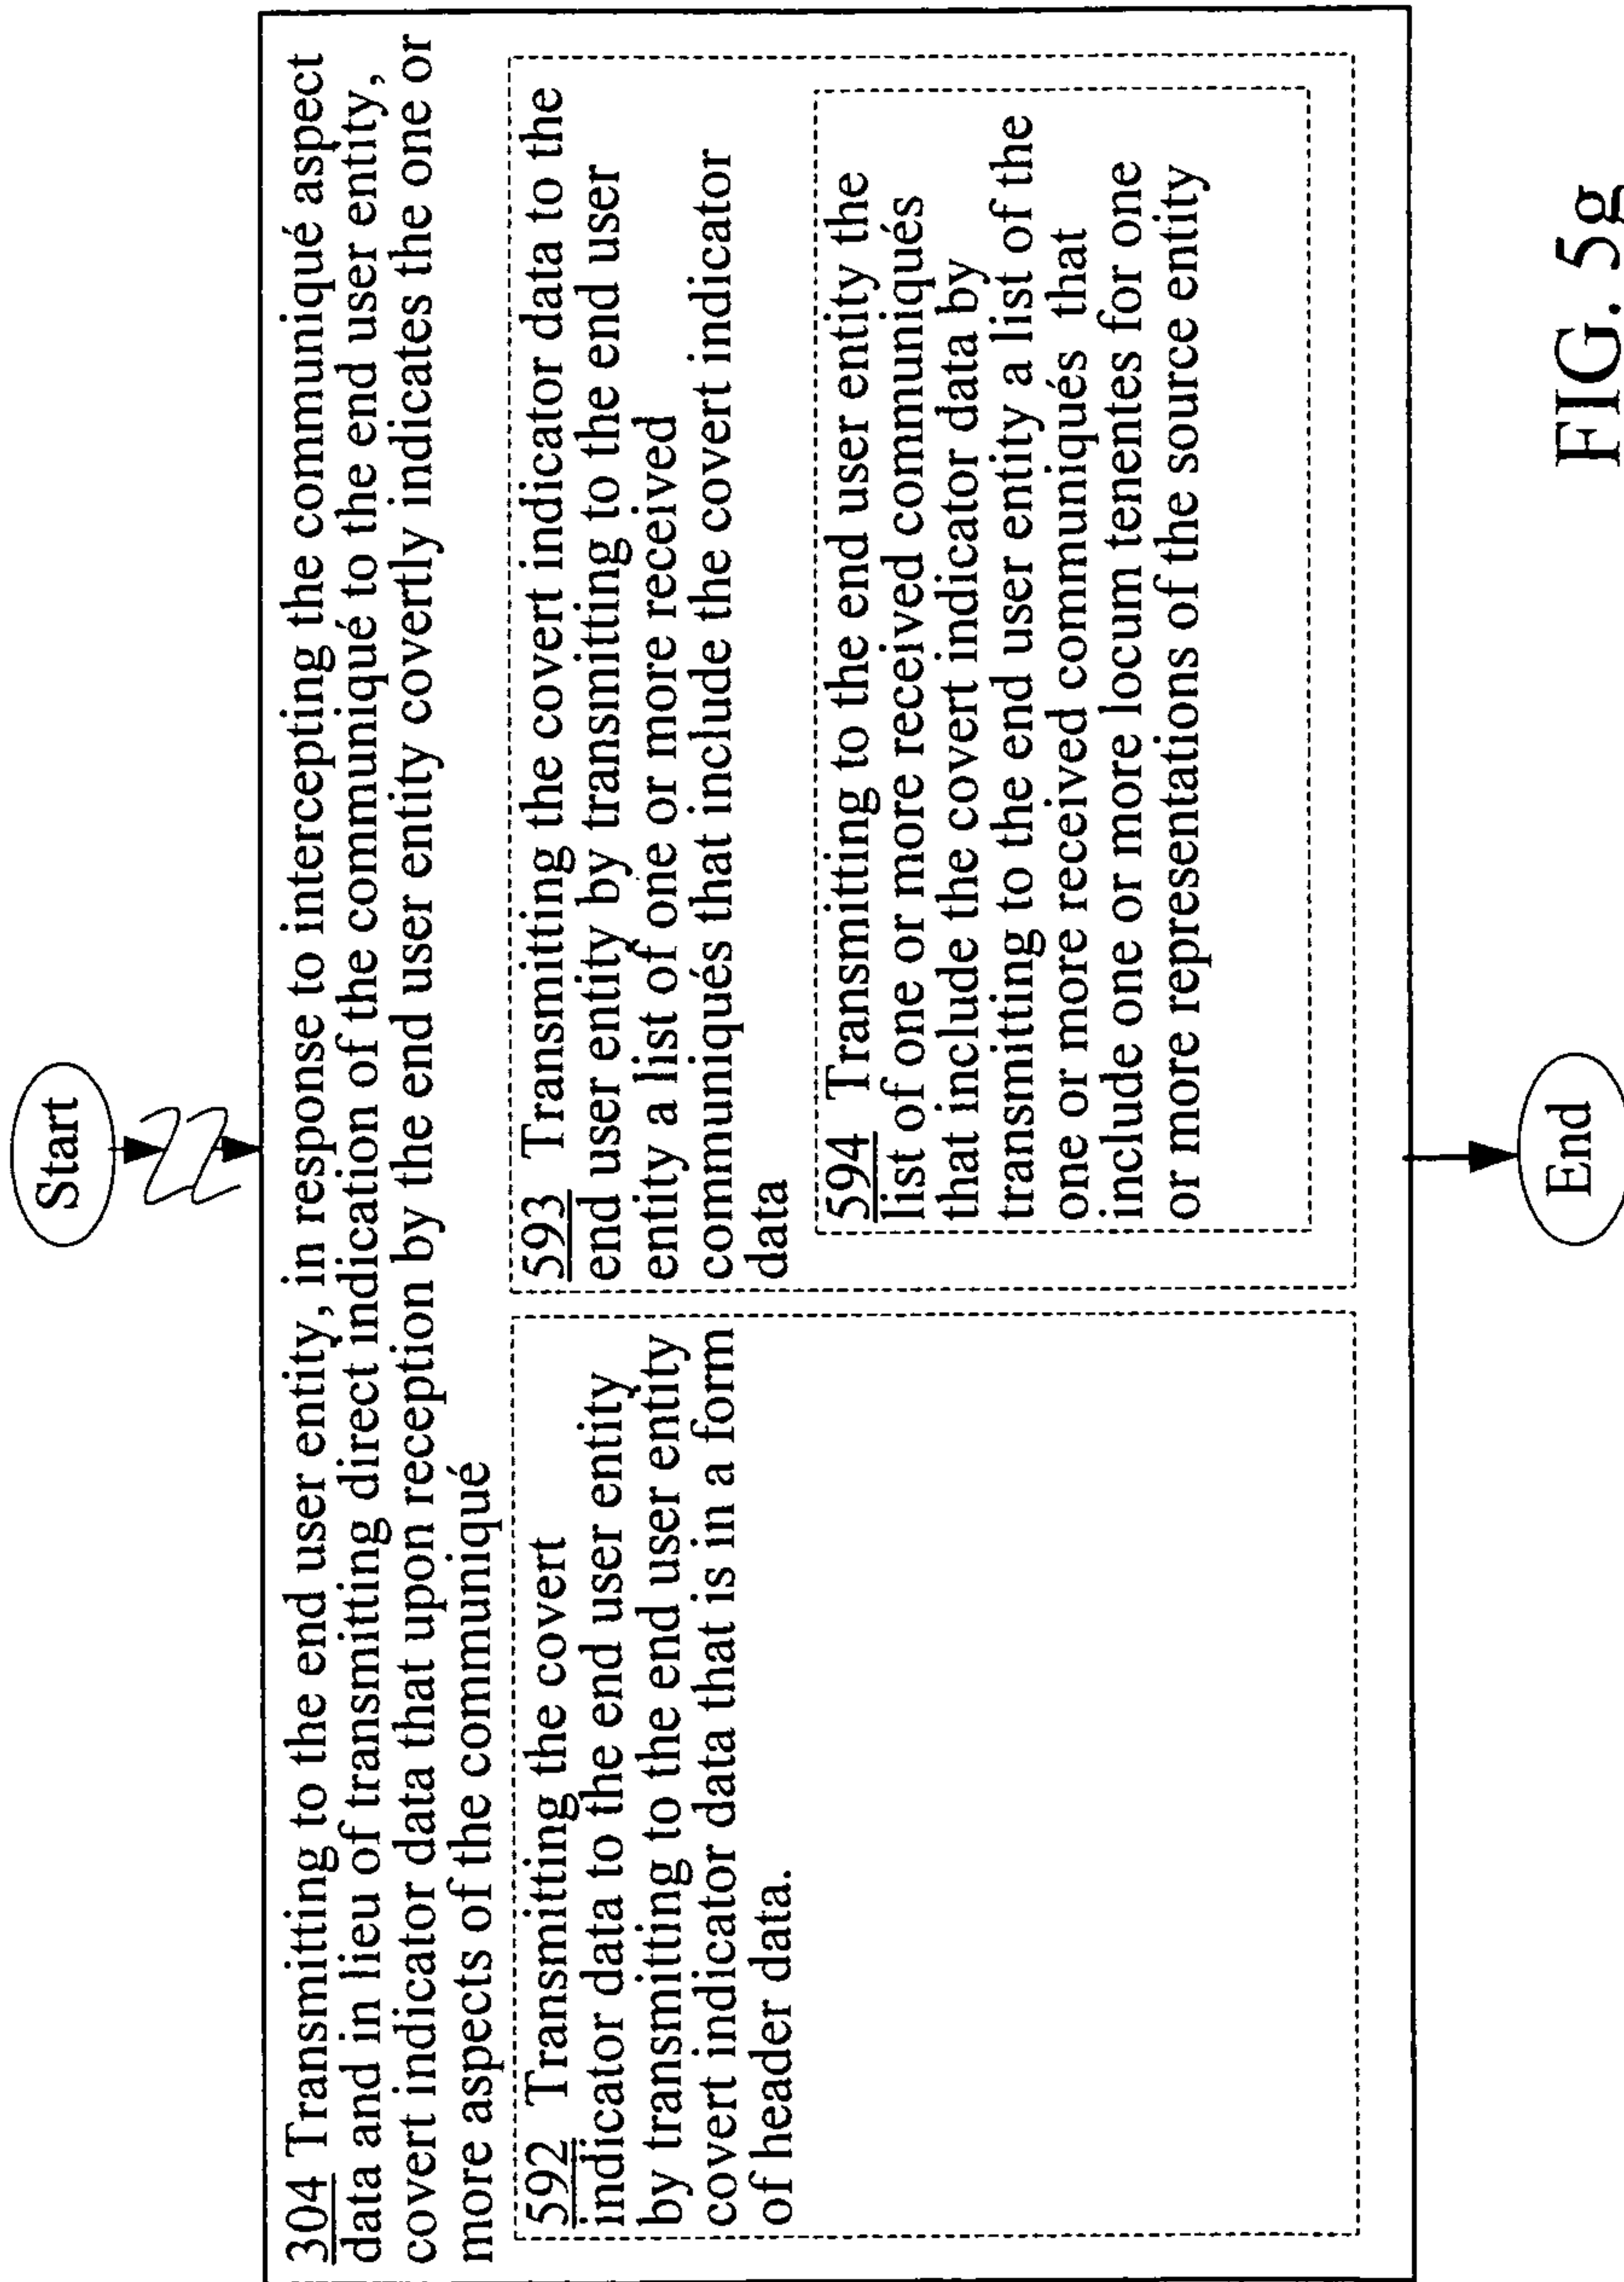 Start
304 Transmitting to the end user entity, in response to intercepting the communiqué aspect
data and in lieu of transmitting direct indication of the communiqué to the end user entity,
covert indicator data that upon reception by the end user entity covertly indicates the one or
more aspects of the communiqué
592 Transmitting the covert
indicator data to the end user entity
by transmitting to the end user entity
covert indicator data that is in a form
of header data.
593 Transmitting the covert indicator data to the
end user entity by transmitting to the end user
entity a list of one or more received
communiqués that include the covert indicator
data
594 Transmitting to the end user entity the
list of one or more received communiqués
that include the covert indicator data by
transmitting to the end user entity a list of the
one or more received communiqués that
include one or more locum tenentes for one
or more representations of the source entity
End
FIG. 5g